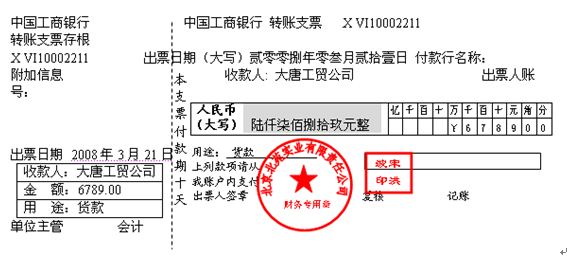 中国工商银行
转账支票存根
X VI10002211
附加信息
号：
出票日期 2008 年 3 月 21 日
收款人：大唐工贸公司
金 额：6789.00
用 途：货款
单位主管 会计
本支票付款期十天
中国工商银行 转账支票 X VI10002211
出票日期（大写）贰零零捌年零叁月贰拾壹日 付款行名称：
收款人：大唐工贸公司 出票人账
人民币
（大写） 陆仟柒佰捌拾玖元整
亿 千 百 十 万 千 百 十 元 角 分
¥ 6 7 8 9 0 0
用途：货款
上列款项请从
我账户内支付
出票人签章 复核 记账
北京北苑实业有限责任公司
财务专用章
波宋
印洪